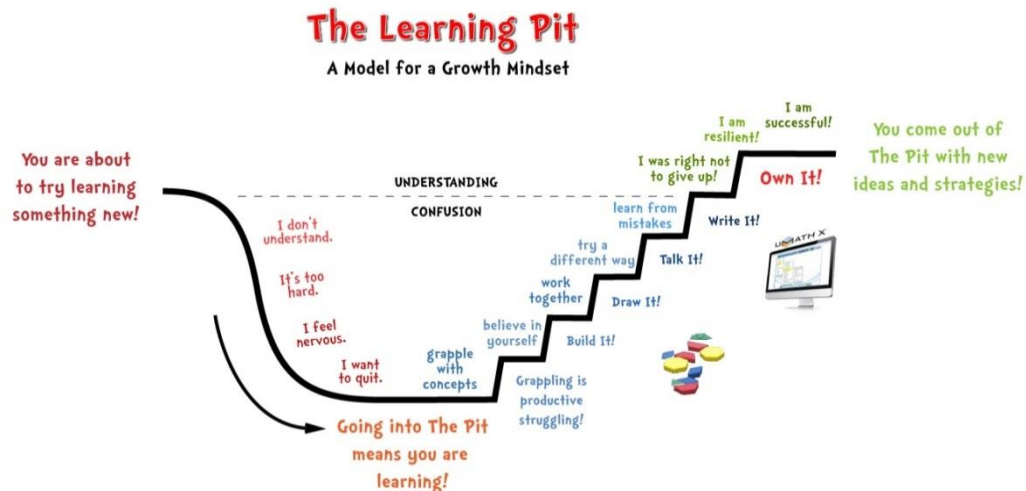 The Learning Pit
A Model for a Growth Mindset
You are about
to try learning
something new!
UNDERSTANDING
CONFUSION
I don't
understand.
It's too
hard.
I feel
nervous.
I want
to quit.
Going into The Pit
means you are
learning!
grapple
with
concepts
Grappling is
productive
struggling!
believe in
yourself
Build It!
work
together
Draw It!
try a
different way
Talk It!
learn from
mistakes
Write It!
I was right not
to give up!
Own It!
I am
resilient!
I am
successful!
You come out of
The Pit with new
ideas and strategies!
UMATH X